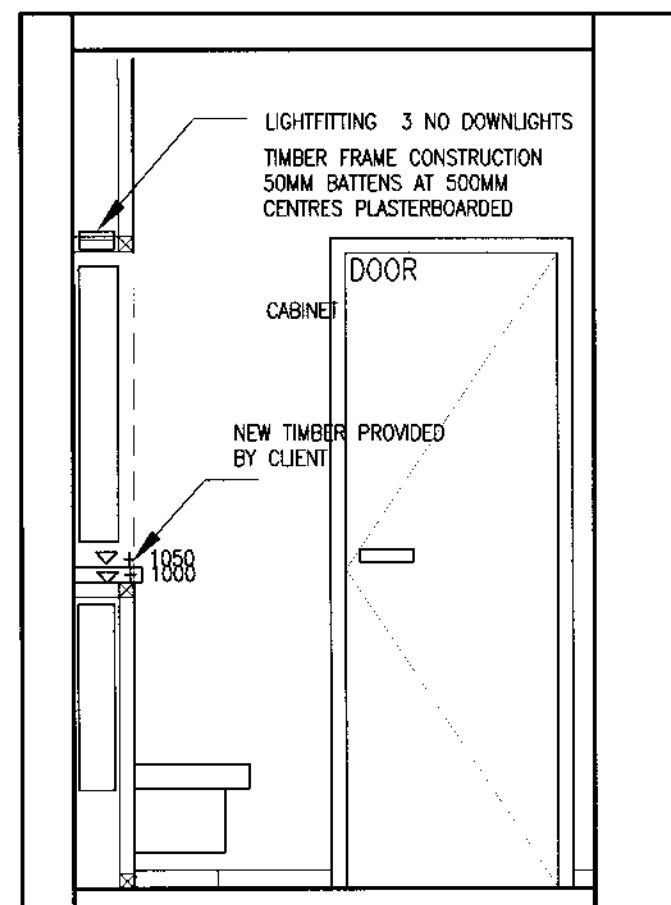 LIGHTFITTING 3 NO DOWNLIGHTS
TIMBER FRAME CONSTRUCTION
50MM BATTENS AT 500MM
CENTRES PLASTERBOARDED
DOOR
CABINET
NEW TIMBER PROVIDED
BY CLIENT
1050
1000